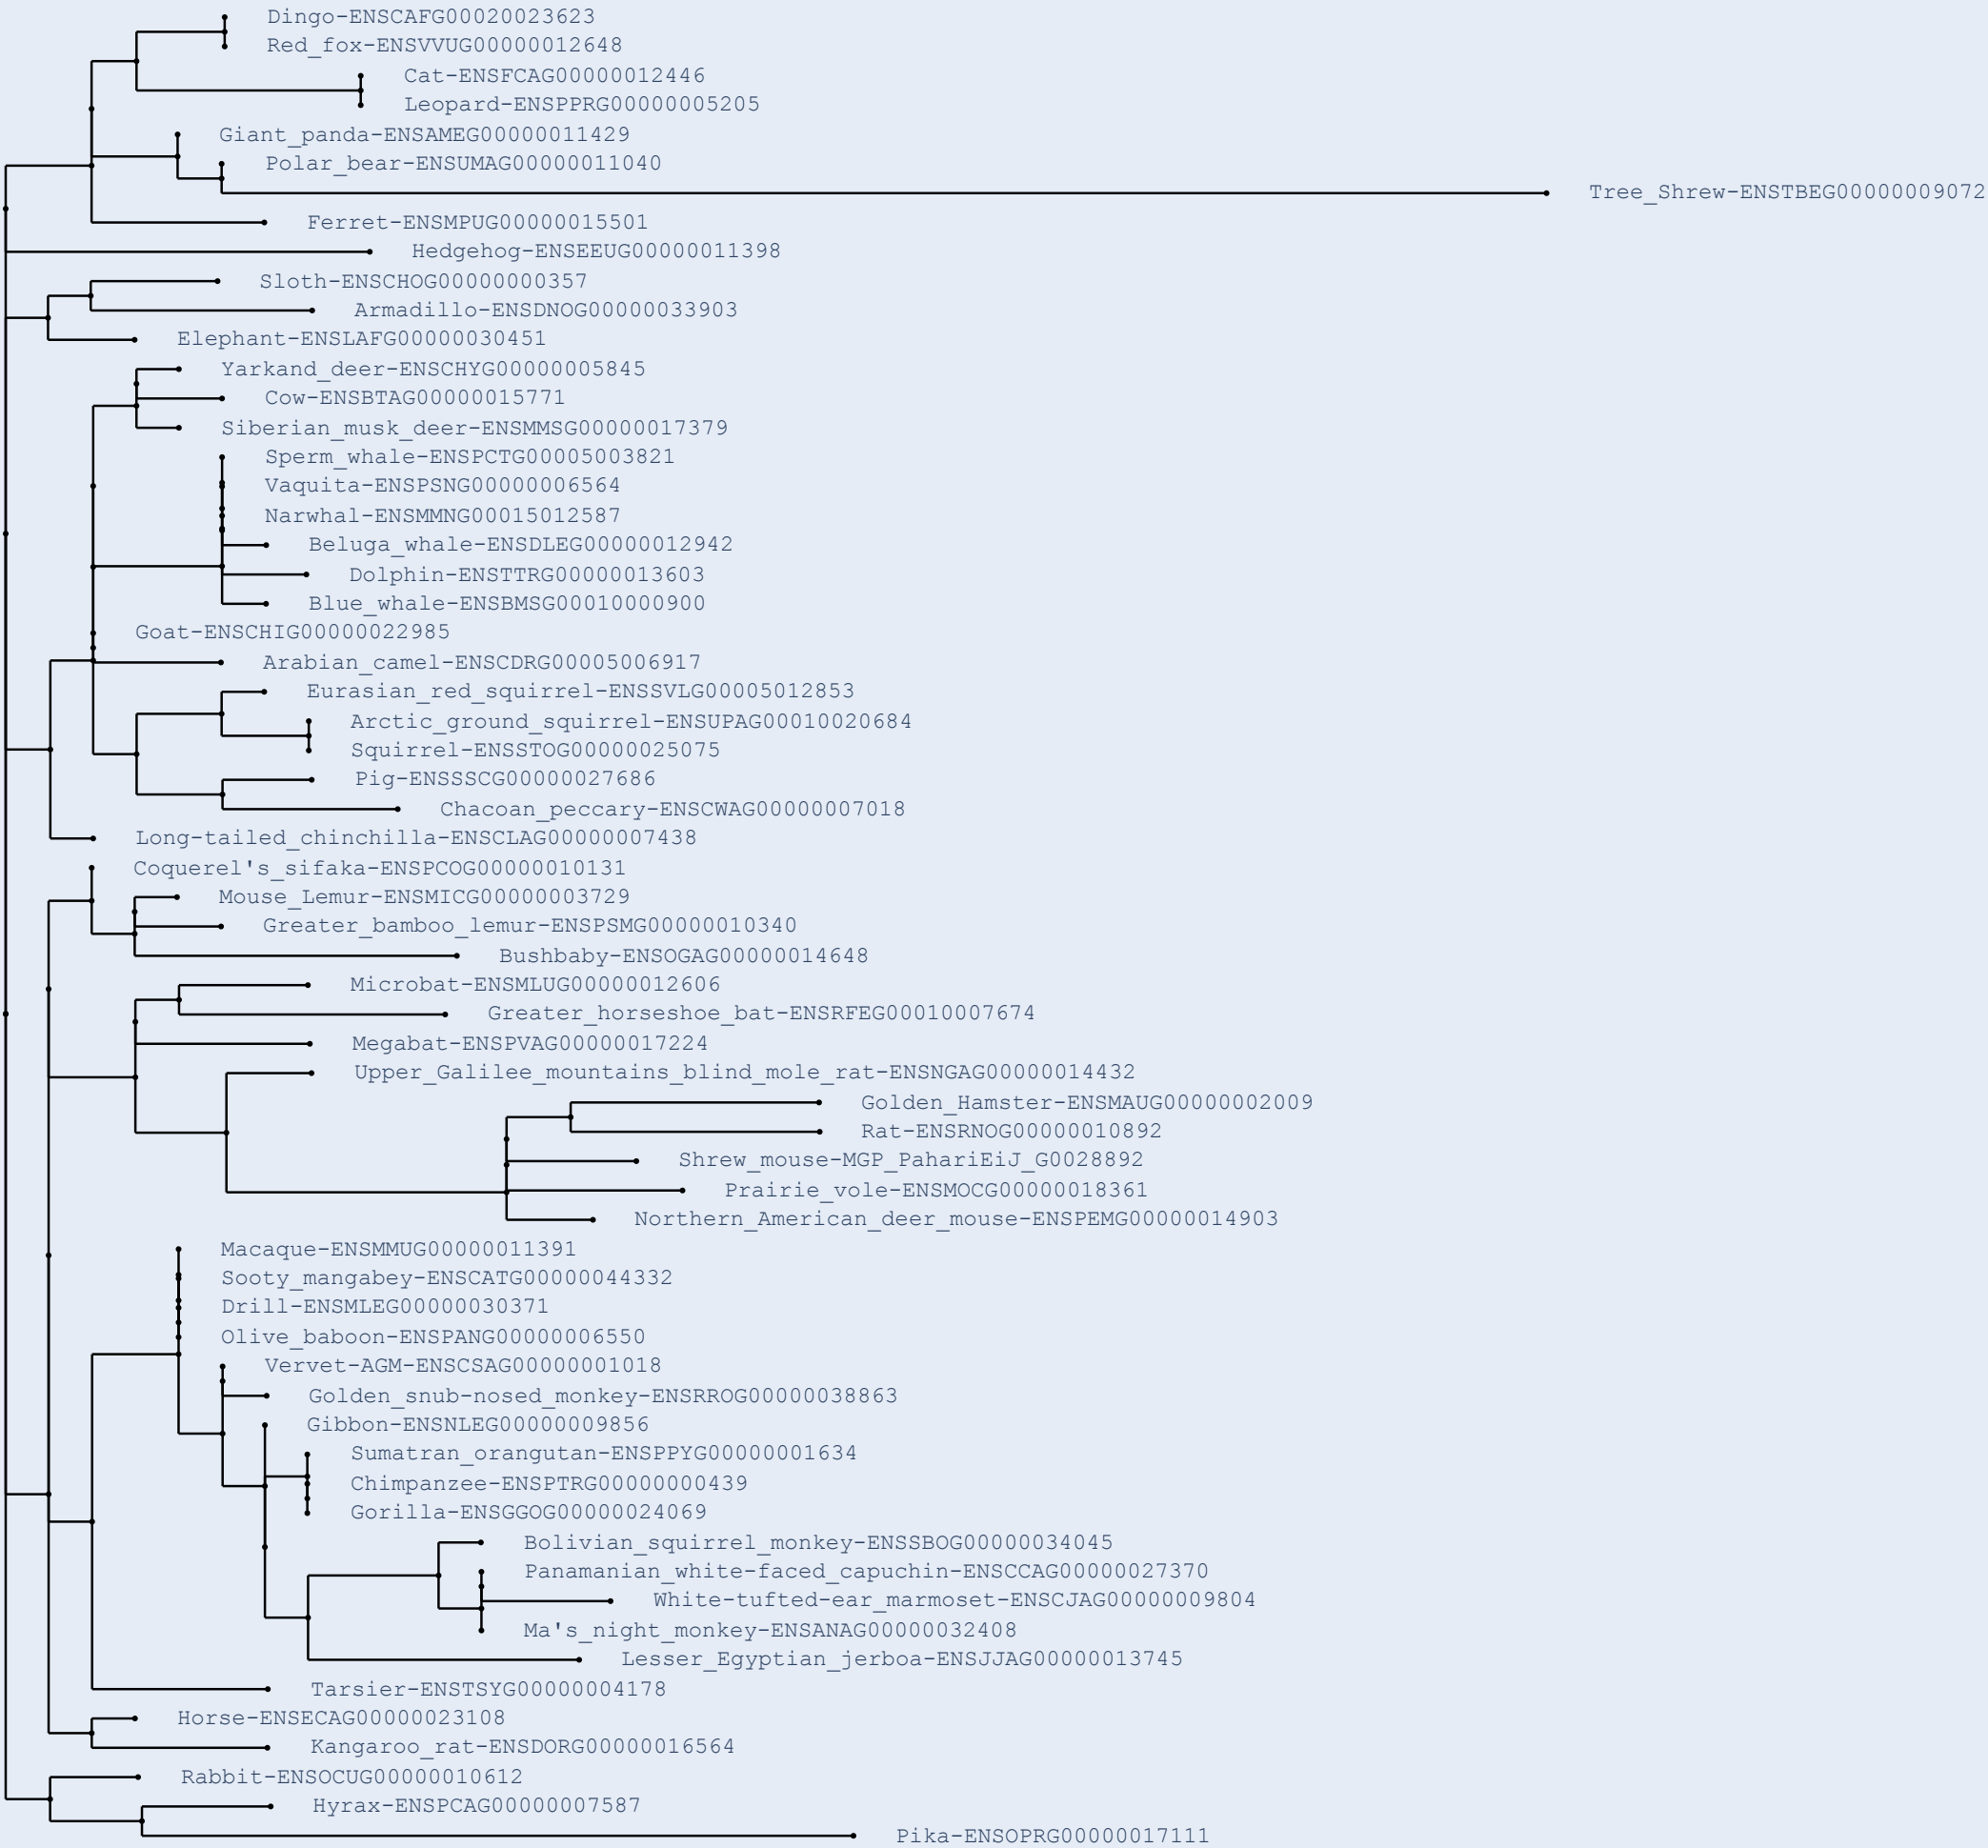 Dingo-ENSCAFG00020023623
Red_fox-ENSVVUG00000012648
Cat-ENSFCAG00000012446
Leopard-ENSPPRG00000005205
Giant_panda-ENSAMEG00000011429
Polar_bear-ENSUMAG00000011040
Tree_Shrew-ENSTBEG00000009072
Ferret-ENSMPUG00000015501
Hedgehog-ENSEEUG00000011398
Sloth-ENSCHOG00000000357
Armadillo-ENSDNOG00000033903
Elephant-ENSLAFG00000030451
Yarkand_deer-ENSCHYG00000005845
Cow-ENSBTAG00000015771
Siberian_musk_deer-ENSMMSG00000017379
Sperm_whale-ENSPCTG00005003821
Vaquita-ENSPSNG00000006564
Narwhal-ENSMMNG00015012587
Beluga_whale-ENSDLEG00000012942
Dolphin-ENSTTRG00000013603
Blue_whale-ENSBMSG00010000900
Goat-ENSCHIG00000022985
Arabian_camel-ENSCDRG00005006917
Eurasian_red_squirrel-ENSSVLG00005012853
Arctic_ground_squirrel-ENSUPAG00010020684
Squirrel-ENSSTOG00000025075
Pig-ENSSSCG00000027686
Chacoan_peccary-ENSCWAG00000007018
Long-tailed_chinchilla-ENSCLAG00000007438
Coquerel's_sifaka-ENSPCOG00000010131
Mouse_Lemur-ENSMICG00000003729
Greater_bamboo_lemur-ENSPSMG00000010340
Bushbaby-ENSOGAG00000014648
Microbat-ENSMLUG00000012606
Greater_horseshoe_bat-ENSRFEG00010007674
Megabat-ENSPVAG00000017224
Upper_Galilee_mountains_blind_mole_rat-ENSNGAG00000014432
Golden_Hamster-ENSMAUG00000002009
Rat-ENSRNOG00000010892
Shrew_mouse-MGP_PahariEiJ_G0028892
Prairie_vole-ENSMOCG00000018361
Northern_American_deer_mouse-ENSPEMG00000014903
Macaque-ENSMMUG00000011391
Sooty_mangabey-ENSCATG00000044332
Drill-ENSMLEG00000030371
Olive_baboon-ENSPANG00000006550
Vervet-AGM-ENSCSAG00000001018
Golden_snub-nosed_monkey-ENSRROG00000038863
Gibbon-ENSNLEG00000009856
Sumatran_orangutan-ENSPPYG00000001634
Chimpanzee-ENSPTRG00000000439
Gorilla-ENSGGOG00000024069
Bolivian_squirrel_monkey-ENSSBOG00000034045
Panamanian_white-faced_capuchin-ENSCCAG00000027370
White-tufted-ear_marmoset-ENSCJAG00000009804
Ma's_night_monkey-ENSANAG00000032408
Lesser_Egyptian_jerboa-ENSJJAG00000013745
Tarsier-ENSTSYG00000004178
Horse-ENSECAG00000023108
Kangaroo_rat-ENSDORG00000016564
Rabbit-ENSOCUG00000010612
Hyrax-ENSPCAG00000007587
Pika-ENSOPRG00000017111